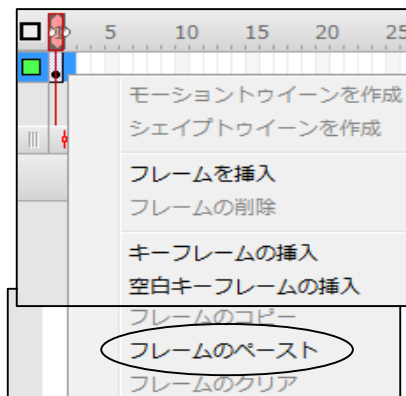 5 10 15 20 25
モーショントゥイーンを作成
シェイプトゥイーンを作成
フレームを挿入
フレームの削除
キーフレームの挿入
空白キーフレームの挿入
フレームのコピー
フレームのペースト
フレームのクリア